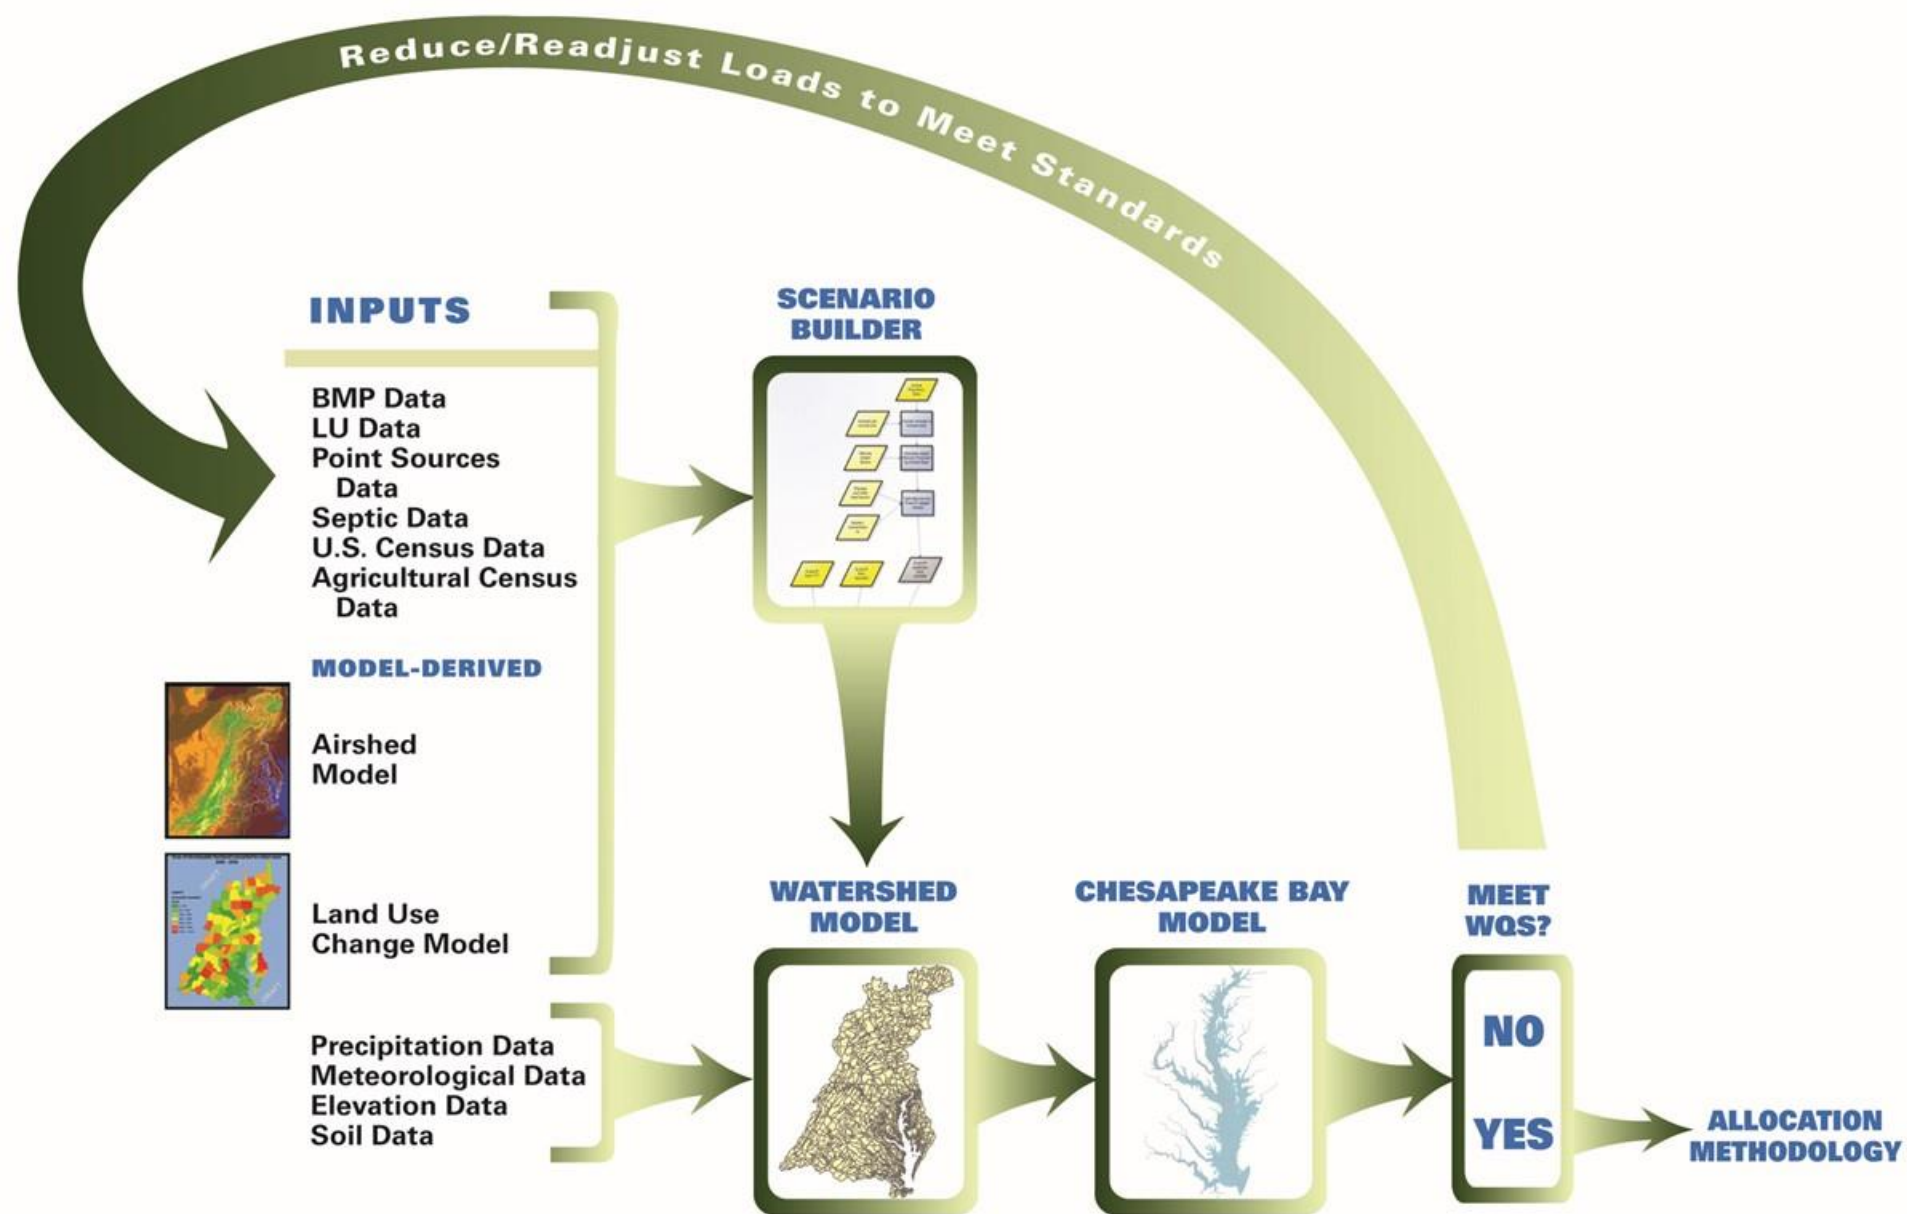 Reduce/Readjust Loads to Meet Standards
INPUTS
BMP Data
LU Data
Point Sources
Data
Septic Data
U.S. Census Data
Agricultural Census
Data
MODEL-DERIVED
Airshed
Model
Land Use
Change Model
Precipitation Data
Meteorological Data
Elevation Data
Soil Data
SCENARIO
BUILDER
WATERSHED
MODEL
CHESAPEAKE BAY
MODEL
MEET
WQS?
NO
YES
ALLOCATION
METHODOLOGY